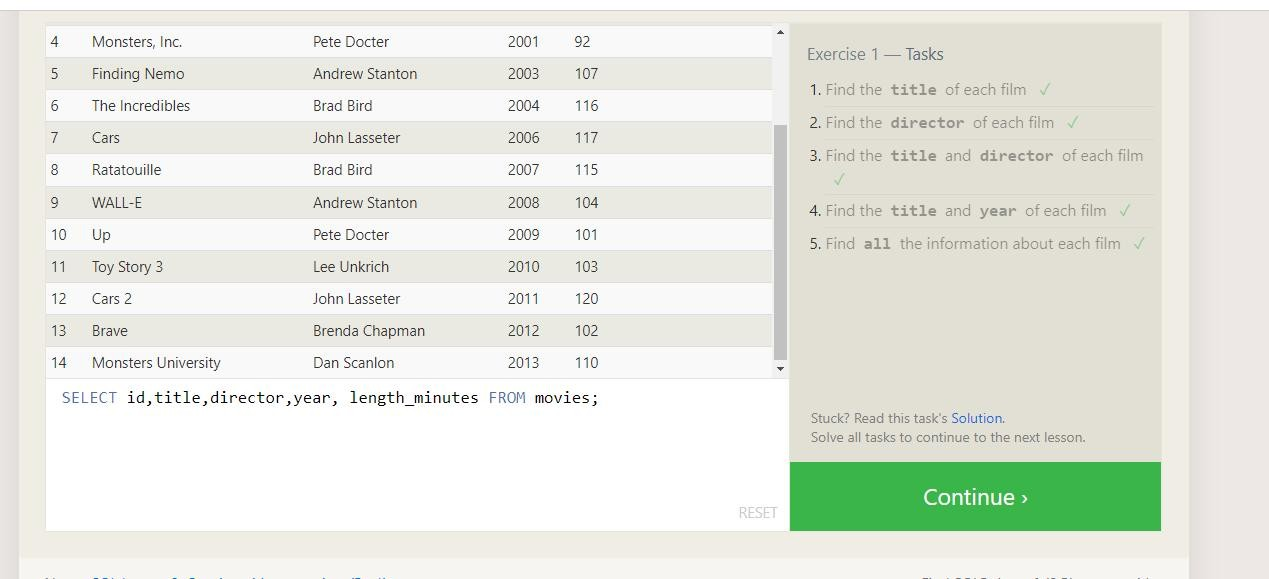 4 Monsters, Inc. Pete Docter 2001 92
5 Finding Nemo Andrew Stanton 2003 107
6 The Incredibles Brad Bird 2004 116
7 Cars John Lasseter 2006 117
8 Ratatouille Brad Bird 2007 115
9 WALL-E Andrew Stanton 2008 104
10 Up Pete Docter 2009 101
11 Toy Story 3 Lee Unkrich 2010 103
12 Cars 2 John Lasseter 2011 120
13 Brave Brenda Chapman 2012 102
14 Monsters University Dan Scanlon 2013 110
SELECT id,title,director,year, length_minutes FROM movies;
RESET
Exercise 1 — Tasks
1. Find the title of each film ✓
2. Find the director of each film ✓
3. Find the title and director of each film
✓
4. Find the title and year of each film ✓
5. Find all the information about each film ✓
Stuck? Read this task's Solution.
Solve all tasks to continue to the next lesson.
Continue ›